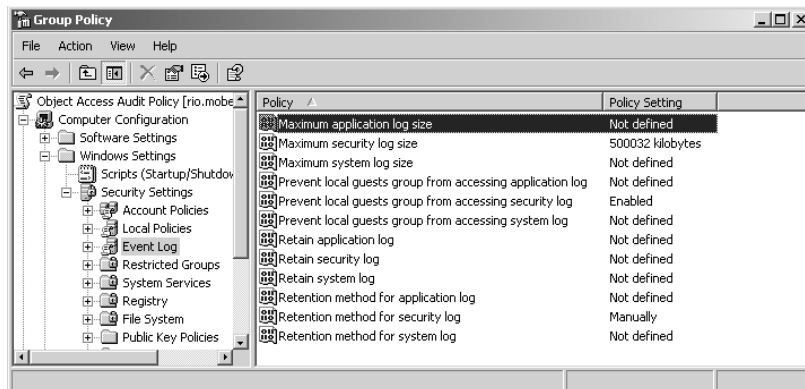 Group Policy
File Action View Help
Object Access Audit Policy [rio.mobe
Computer Configuration
Software Settings
Windows Settings
Scripts (Startup/Shutdow
Security Settings
Account Policies
Local Policies
Event Log
Restricted Groups
System Services
Registry
File System
Public Key Policies
Policy Policy Setting
Maximum application log size Not defined
Maximum security log size 500032 kilobytes
Maximum system log size Not defined
Prevent local guests group from accessing application log Not defined
Prevent local guests group from accessing security log Enabled
Prevent local guests group from accessing system log Not defined
Retain application log Not defined
Retain security log Not defined
Retain system log Not defined
Retention method for application log Not defined
Retention method for security log Manually
Retention method for system log Not defined